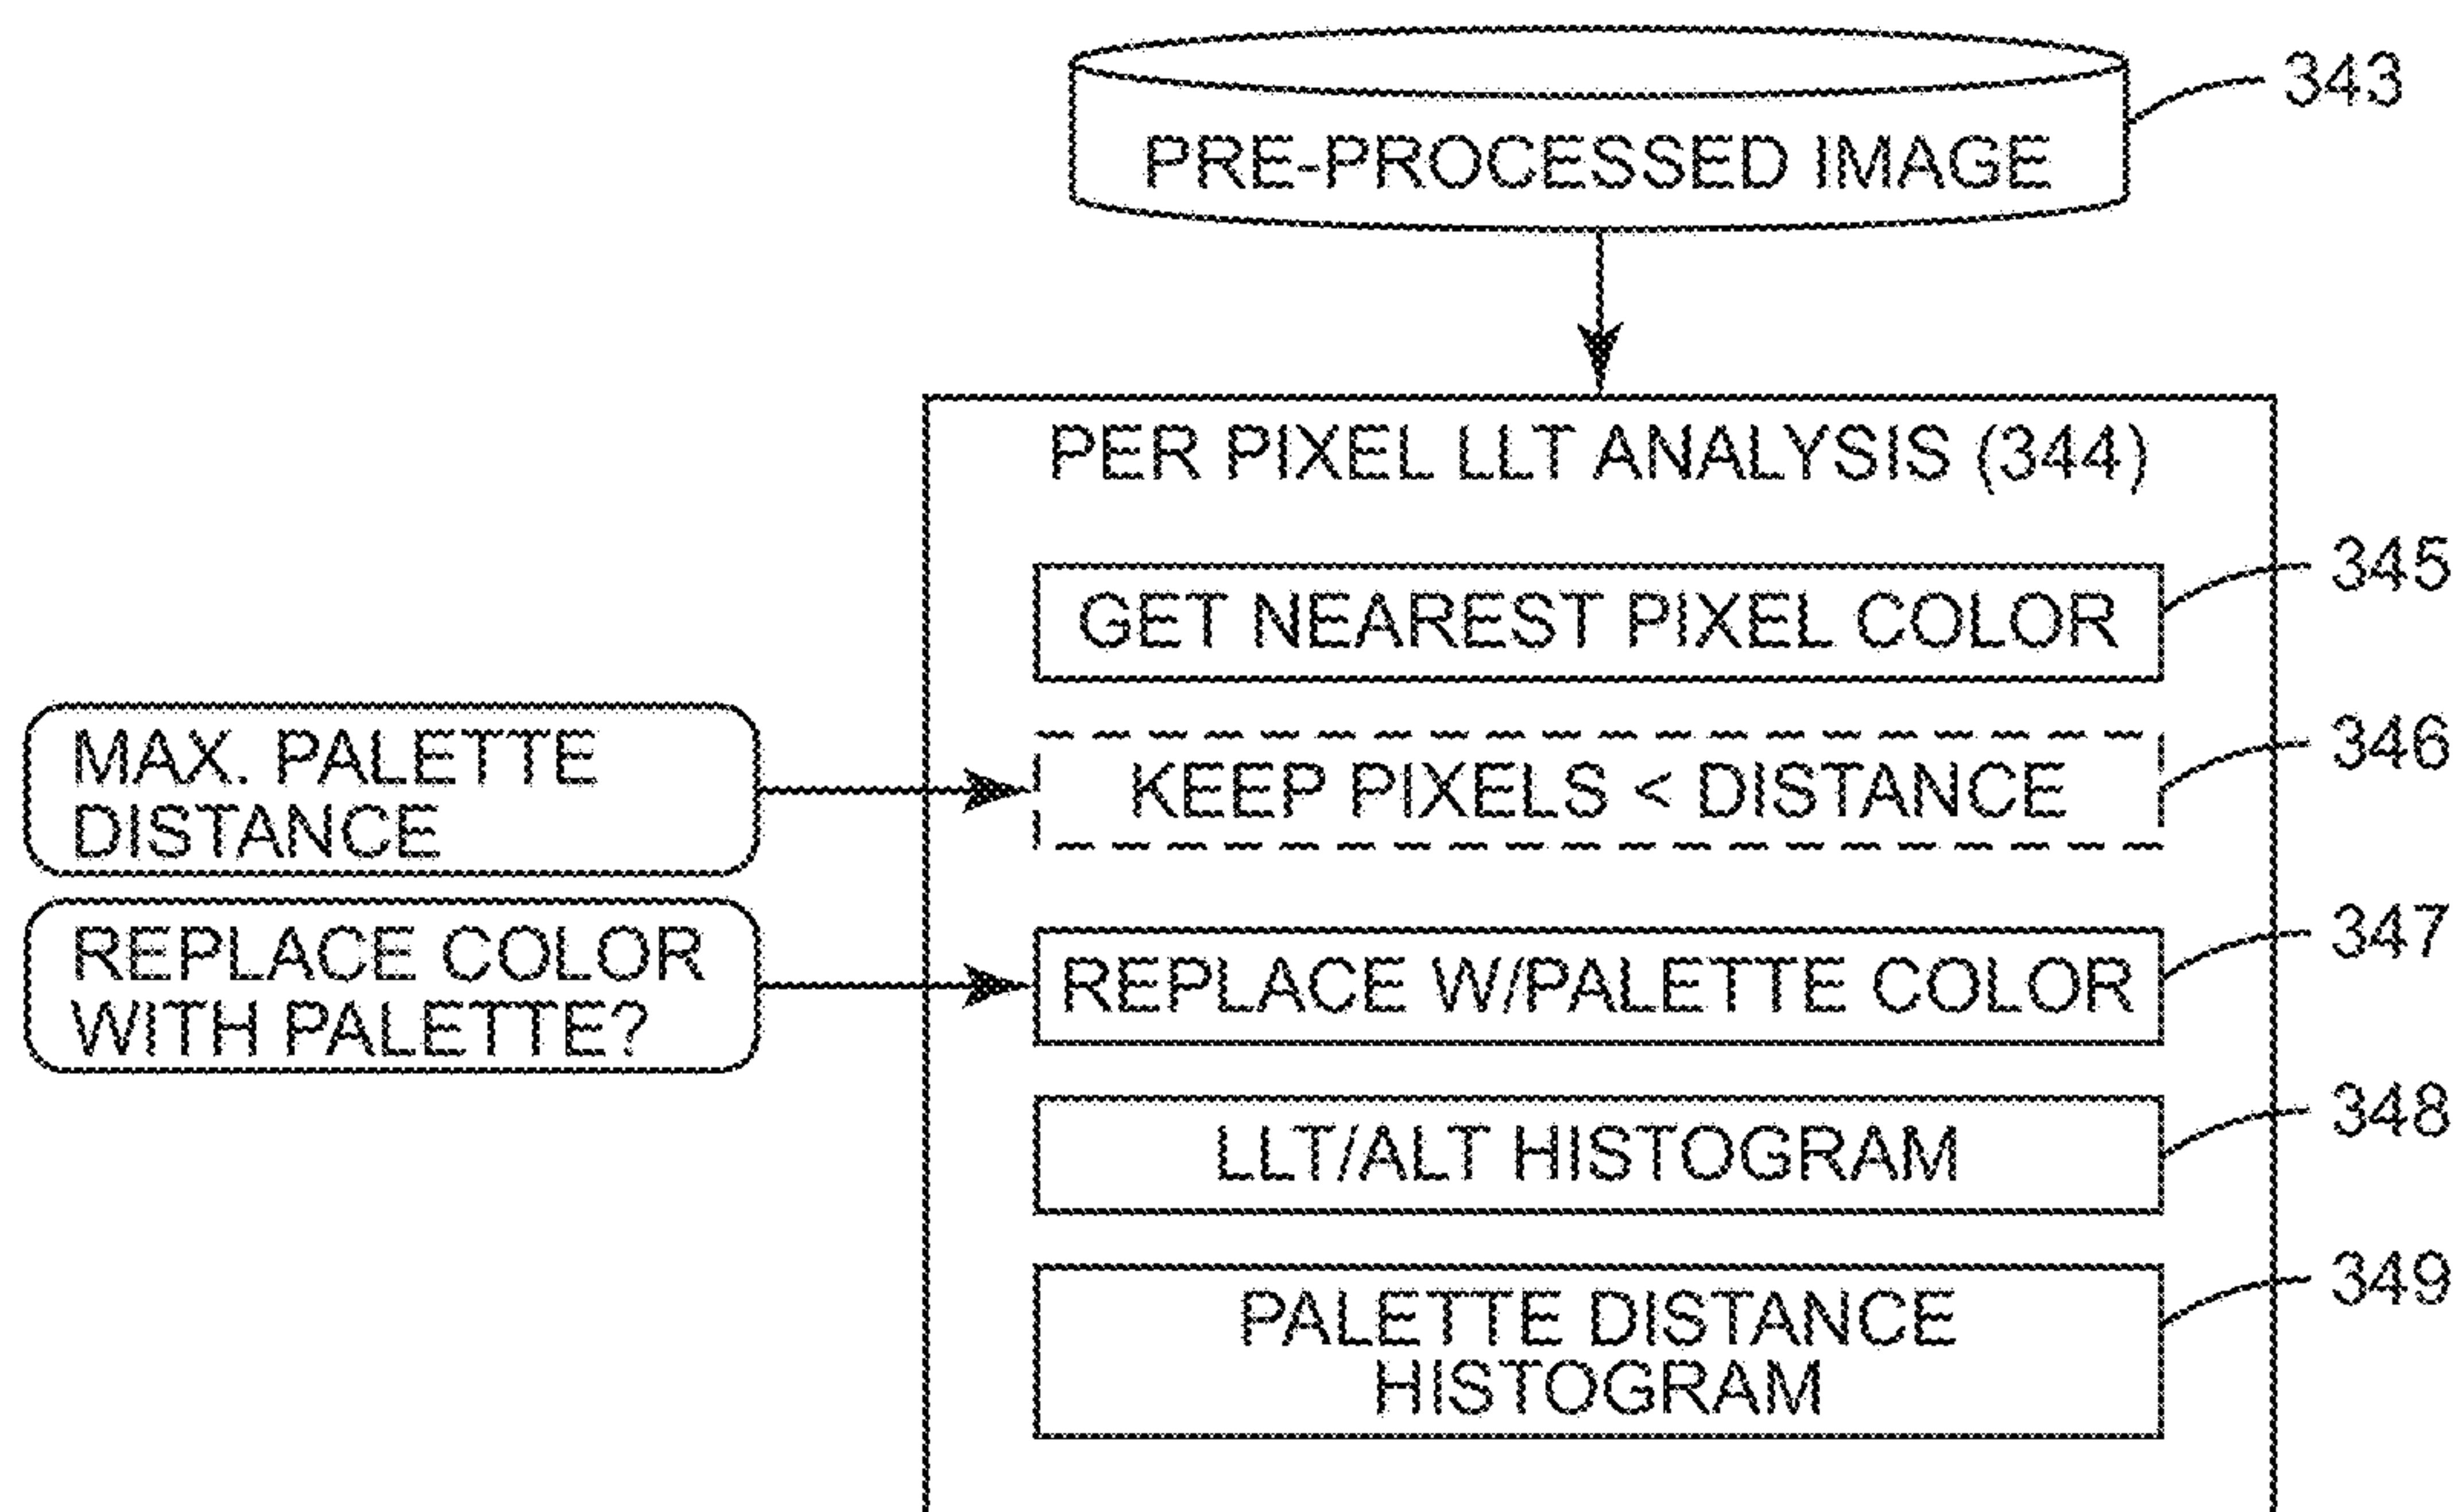 343
PRE-PROCESSED IMAGE
PER PIXEL LLT ANALYSIS (344)
345
GET NEAREST PIXEL COLOR
MAX. PALETTE
DISTANCE
346
KEEP PIXELS < DISTANCE
REPLACE COLOR
WITH PALETTE?
347
REPLACE W/PALETTE COLOR
348
LLT/ALT HISTOGRAM
349
PALETTE DISTANCE
HISTOGRAM